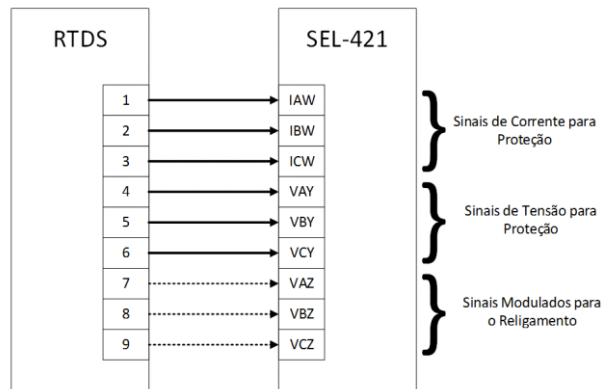 RTDS
SEL-421
1
IAW
2
IBW
3
ICW
4
VAY
5
VBY
6
VCY
7
VAZ
8
VBZ
9
VCZ
Sinais de Corrente para
Proteção
Sinais de Tensão para
Proteção
Sinais Modulados para
o Religamento